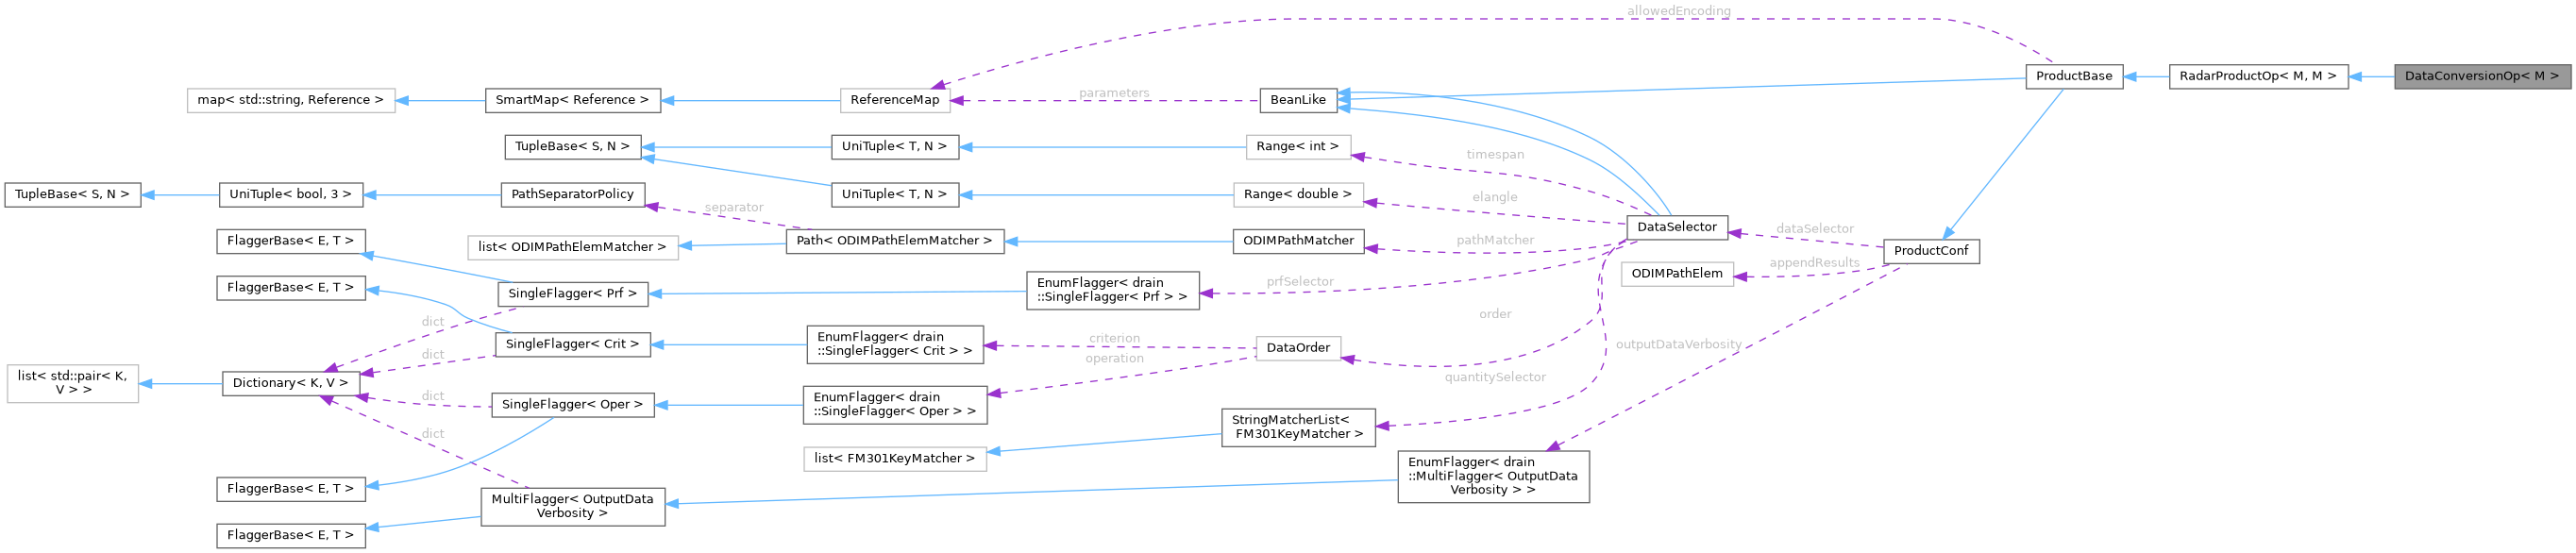 allowedEncoding
ProductBase
RadarProductOp< M, M >
DataConversionOp< M >
map< std::string, Reference >
SmartMap< Reference >
ReferenceMap
parameters
BeanLike
TupleBase< S, N >
UniTuple< T, N >
Range< int >
timespan
TupleBase< S, N >
UniTuple< bool, 3 >
PathSeparatorPolicy
separator
UniTuple< T, N >
Range< double >
elangle
DataSelector
dataSelector
FlaggerBase< E, T >
list< ODIMPathElemMatcher >
Path< ODIMPathElemMatcher >
ODIMPathMatcher
pathMatcher
ProductConf
ODIMPathElem
appendResults
FlaggerBase< E, T >
SingleFlagger< Prf >
EnumFlagger< drain
::SingleFlagger< Prf > >
prfSelector
dict
order
SingleFlagger< Crit >
EnumFlagger< drain
::SingleFlagger< Crit > >
criterion
DataOrder
outputDataVerbosity
dict
operation
list< std::pair< K,
V > >
Dictionary< K, V >
dict
SingleFlagger< Oper >
EnumFlagger< drain
::SingleFlagger< Oper > >
quantitySelector
StringMatcherList<
FM301KeyMatcher >
dict
list< FM301KeyMatcher >
EnumFlagger< drain
::MultiFlagger< OutputData
Verbosity > >
FlaggerBase< E, T >
MultiFlagger< OutputData
Verbosity >
FlaggerBase< E, T >